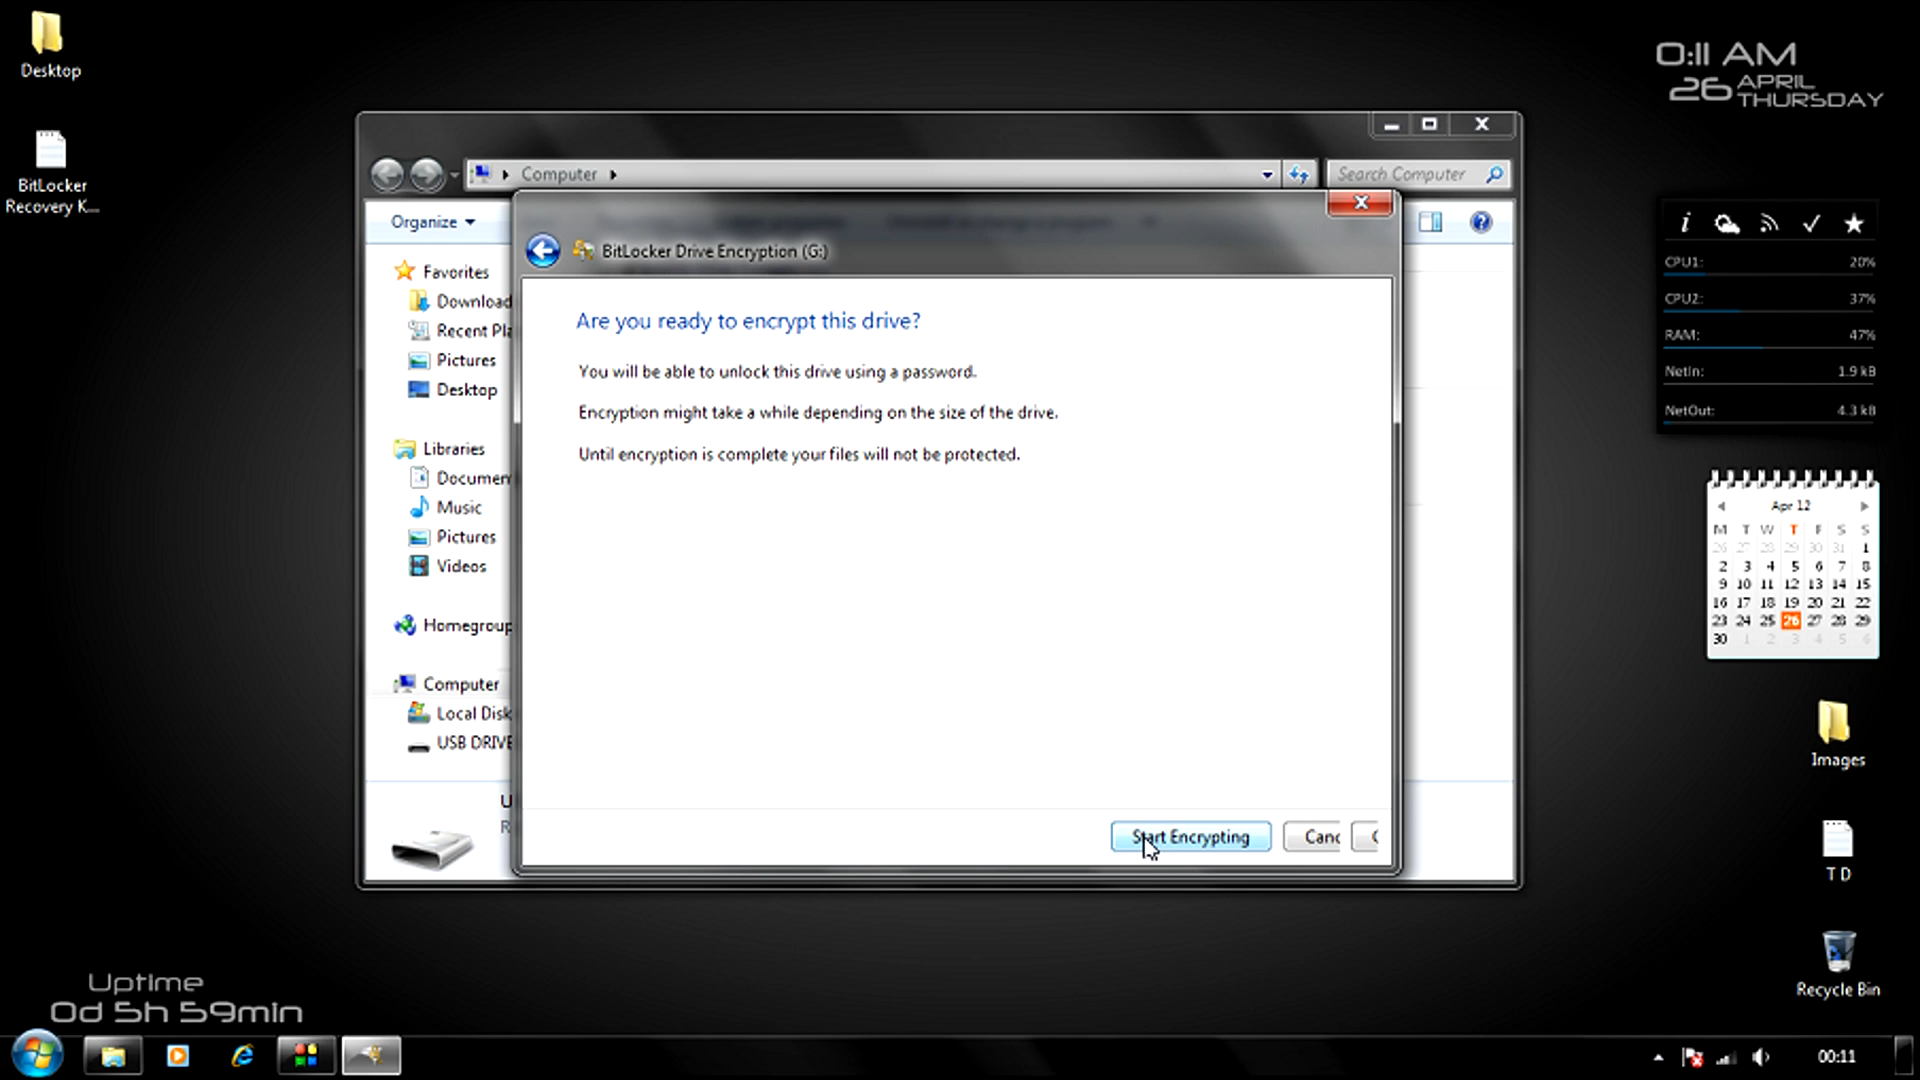 Desktop
BitLocker
Recovery K...
0:11 AM
26 APRIL
THURSDAY
Computer
Search Computer
Organize
BitLocker Drive Encryption (G:)
Favorites
Download
Recent Pla
Pictures
Desktop
Libraries
Documen
Music
Pictures
Videos
Homegroup
Computer
Local Disk
USB DRIVE
U
R
Are you ready to encrypt this drive?
You will be able to unlock this drive using a password.
Encryption might take a while depending on the size of the drive.
Until encryption is complete your files will not be protected.
Start Encrypting
Canc
CPU1: 20%
CPU2: 37%
RAM: 47%
NetIn: 1.9 kB
NetOut: 4.3 kB
Apr 12
M T W T F S S
26 27 28 29 30 31 1
2 3 4 5 6 7 8
9 10 11 12 13 14 15
16 17 18 19 20 21 22
23 24 25 26 27 28 29
30 1 2 3 4 5 6
Images
T D
Recycle Bin
Uptime
0d 5h 59min
00:11